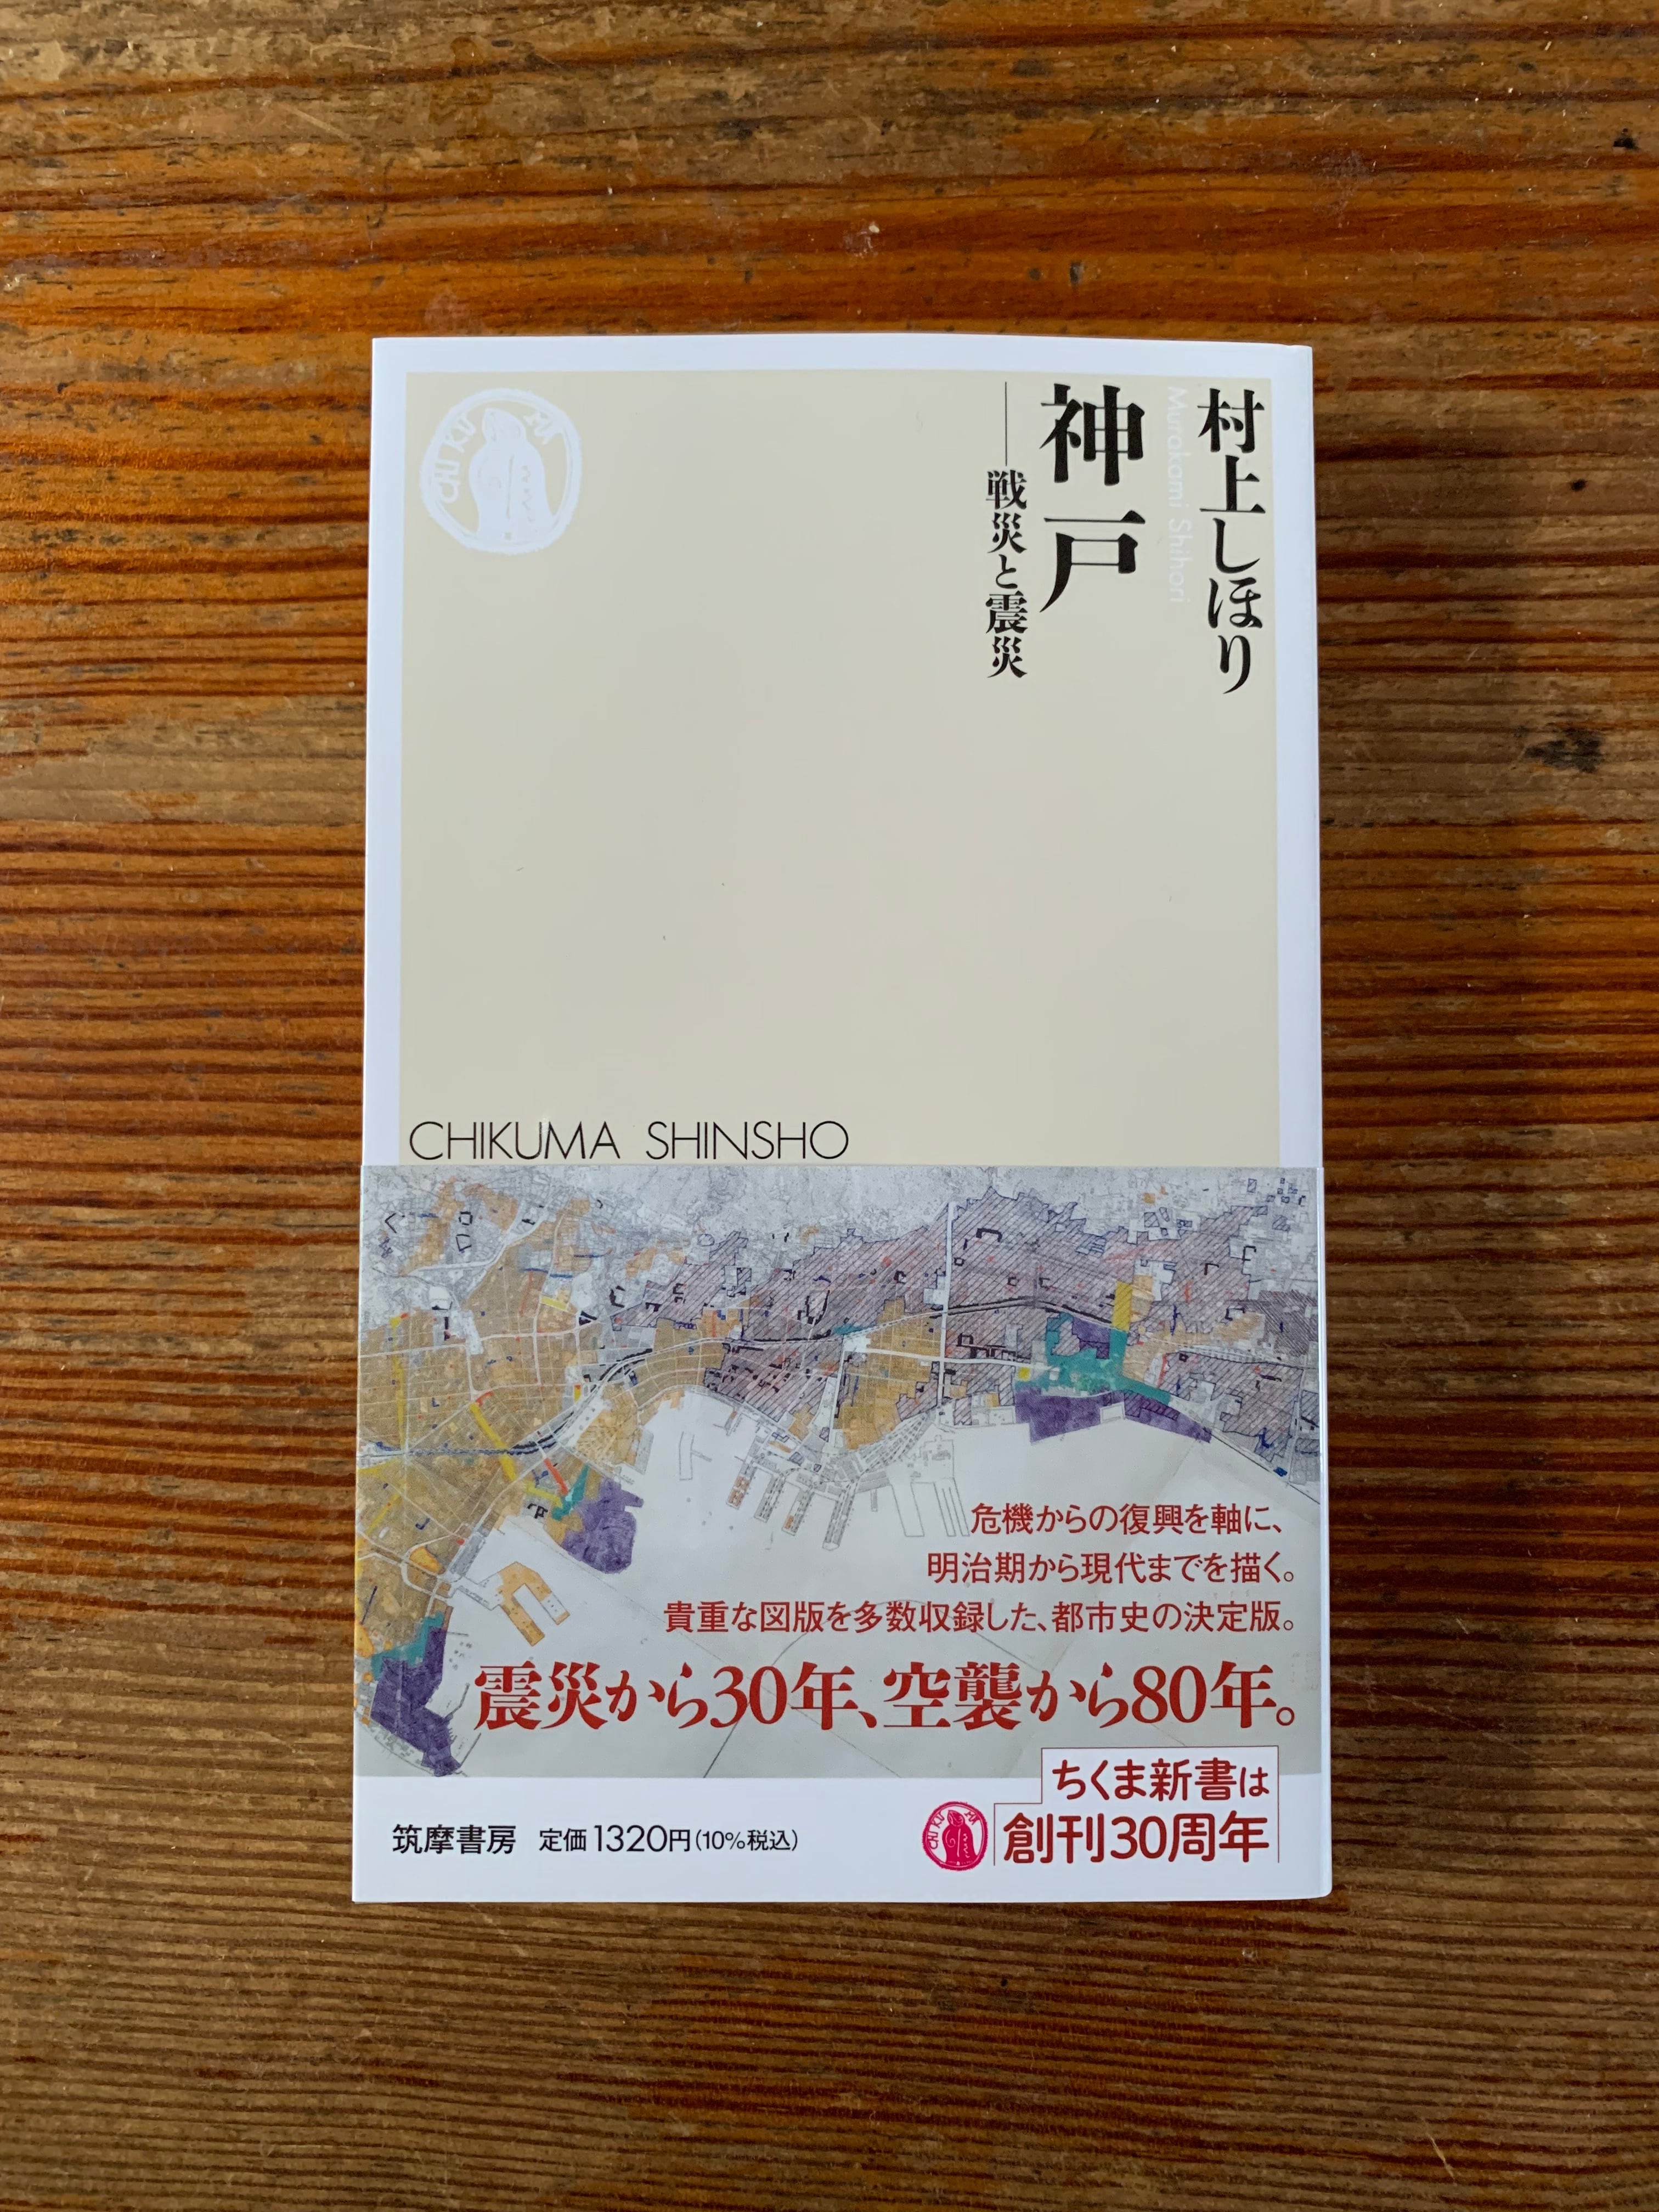 村上しほり
Murakami Shihori
神戸
──戦災と震災
CHIKUMA
CHIKUMA SHINSHO
危機からの復興を軸に、
明治期から現代までを描く。
貴重な図版を多数収録した、都市史の決定版。
震災から30年、空襲から80年。
ちくま新書は
創刊30周年
CHIKUMA
筑摩書房 定価1320円(10%税込)